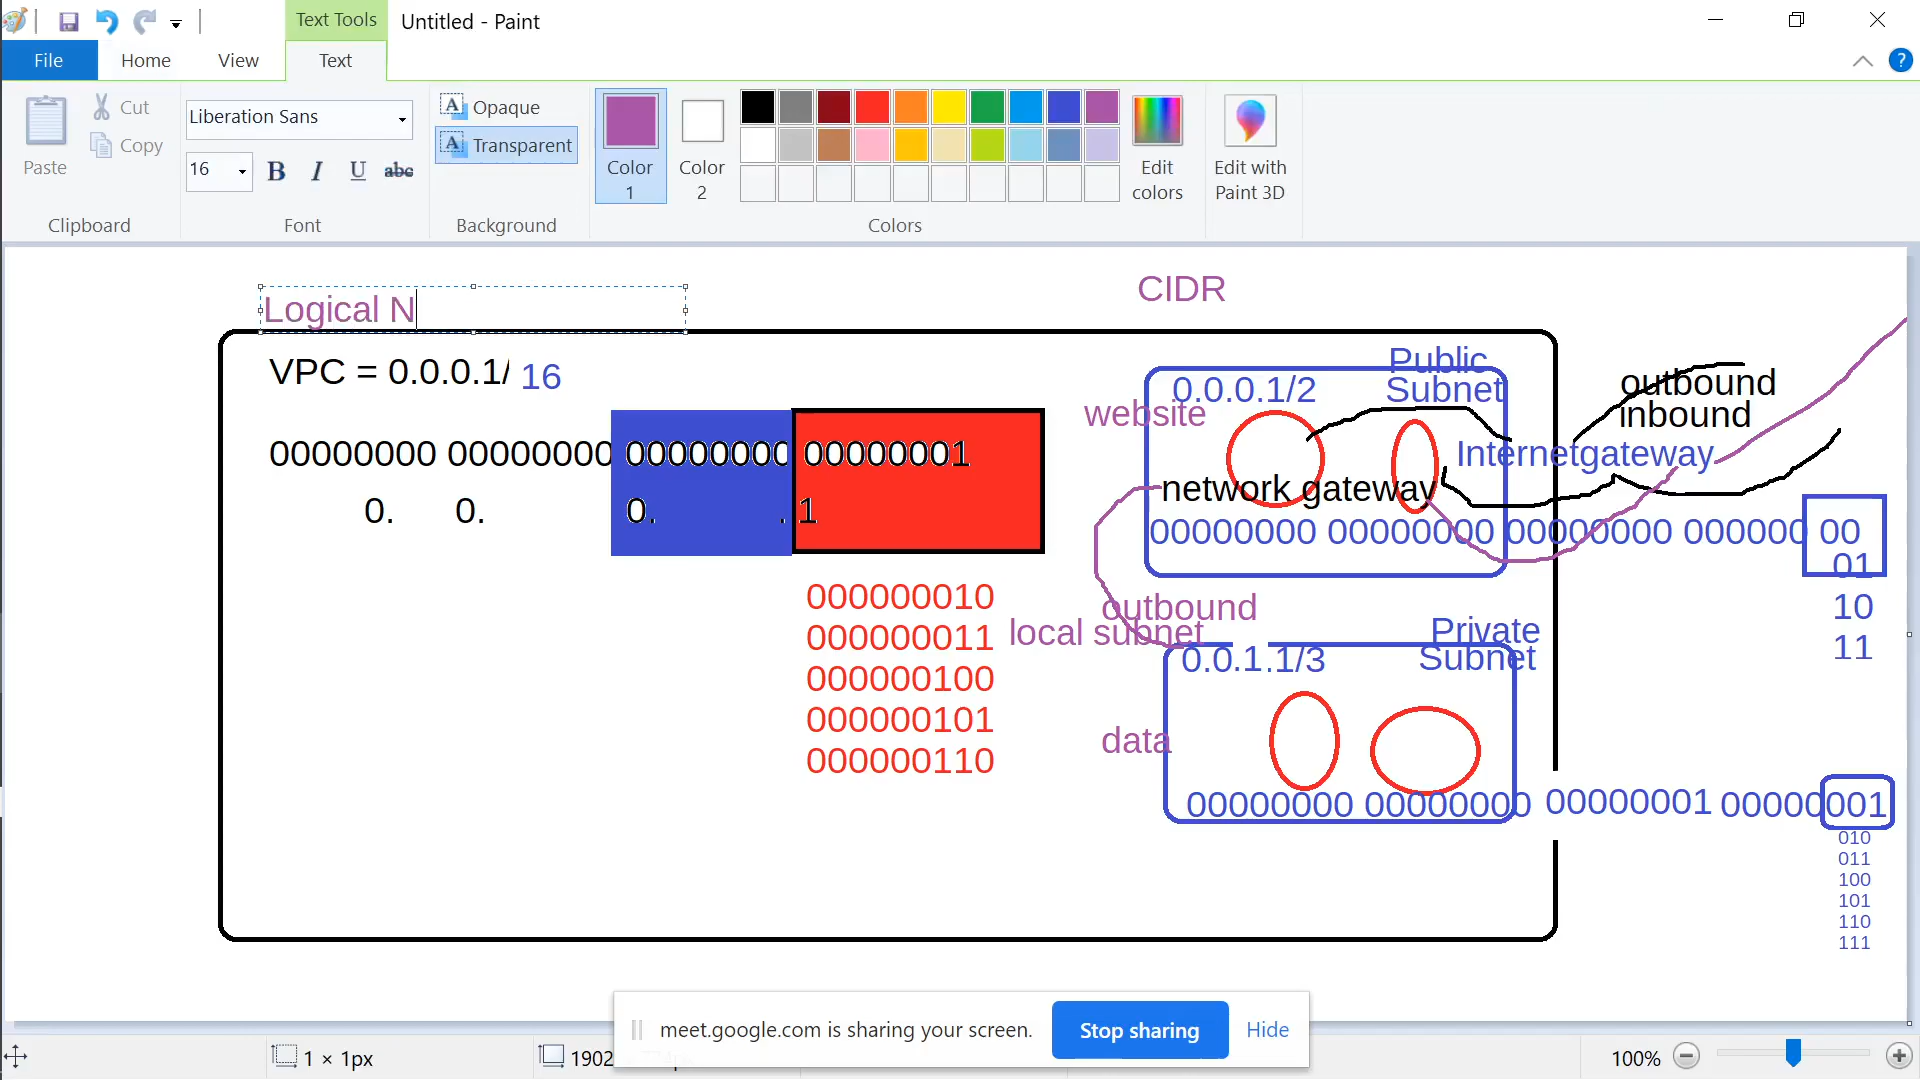 Text Tools
Untitled - Paint
File
Home
View
Text
Paste
Cut
Copy
Clipboard
Liberation Sans
16
B I U abc
Font
A Opaque
A Transparent
Background
Color 1
Color 2
Colors
Edit colors
Edit with Paint 3D
Logical N
CIDR
VPC = 0.0.0.1/ 16
00000000 00000000 00000000 00000001
0. 0. 0. . 1
000000010
000000011
000000100
000000101
000000110
Public
Subnet
0.0.0.1/2
website
network gateway
Internetgateway
outbound
inbound
00000000 00000000 00000000 000000 00
01
10
11
outbound
local subnet
Private
Subnet
0.0.1.1/3
data
00000000 00000000 00000001 00000001
010
011
100
101
110
111
meet.google.com is sharing your screen.
Stop sharing
Hide
1 × 1px
1902
100%